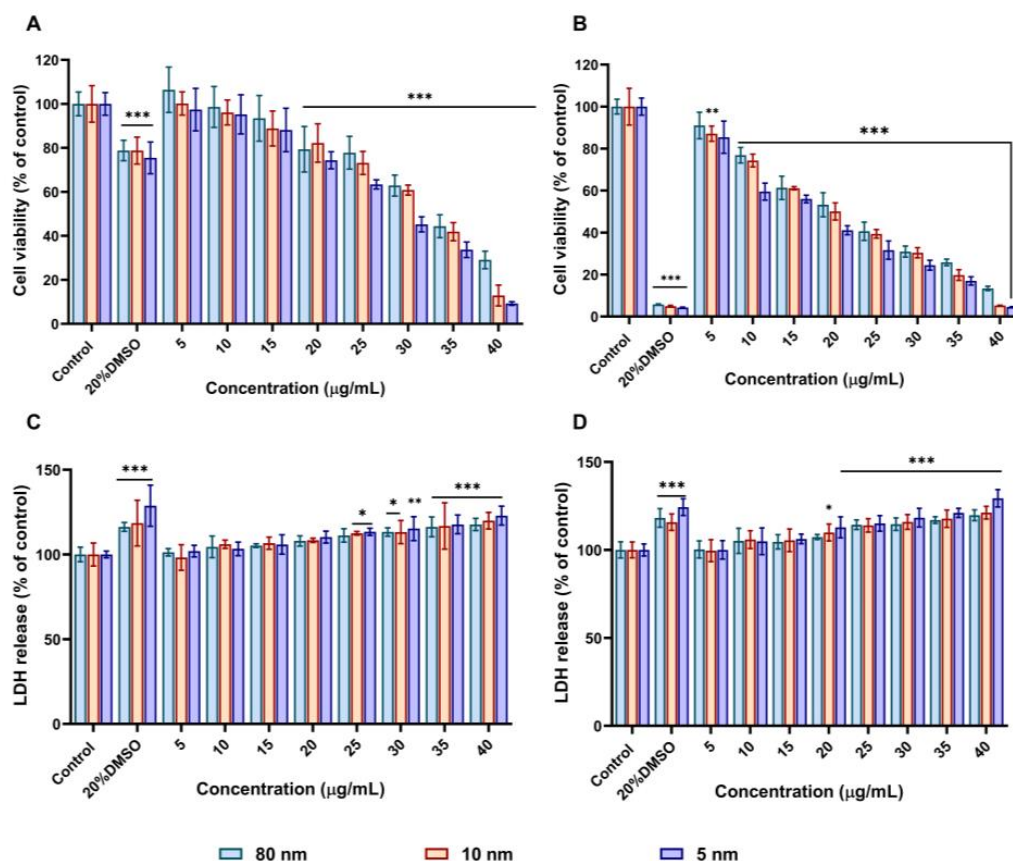 A
Cell viability (% of control)
120
100
80
60
40
20
0
***
***
Control
20%DMSO
5
10
15
20
25
30
35
40
Concentration (μg/mL)
B
Cell viability (% of control)
120
100
80
60
40
20
0
***
**
***
Control
20%DMSO
5
10
15
20
25
30
35
40
Concentration (μg/mL)
C
LDH release (% of control)
150
100
50
0
***
*
*
**
***
Control
20%DMSO
5
10
15
20
25
30
35
40
Concentration (μg/mL)
D
LDH release (% of control)
150
100
50
0
***
*
***
Control
20%DMSO
5
10
15
20
25
30
35
40
Concentration (μg/mL)
80 nm
10 nm
5 nm